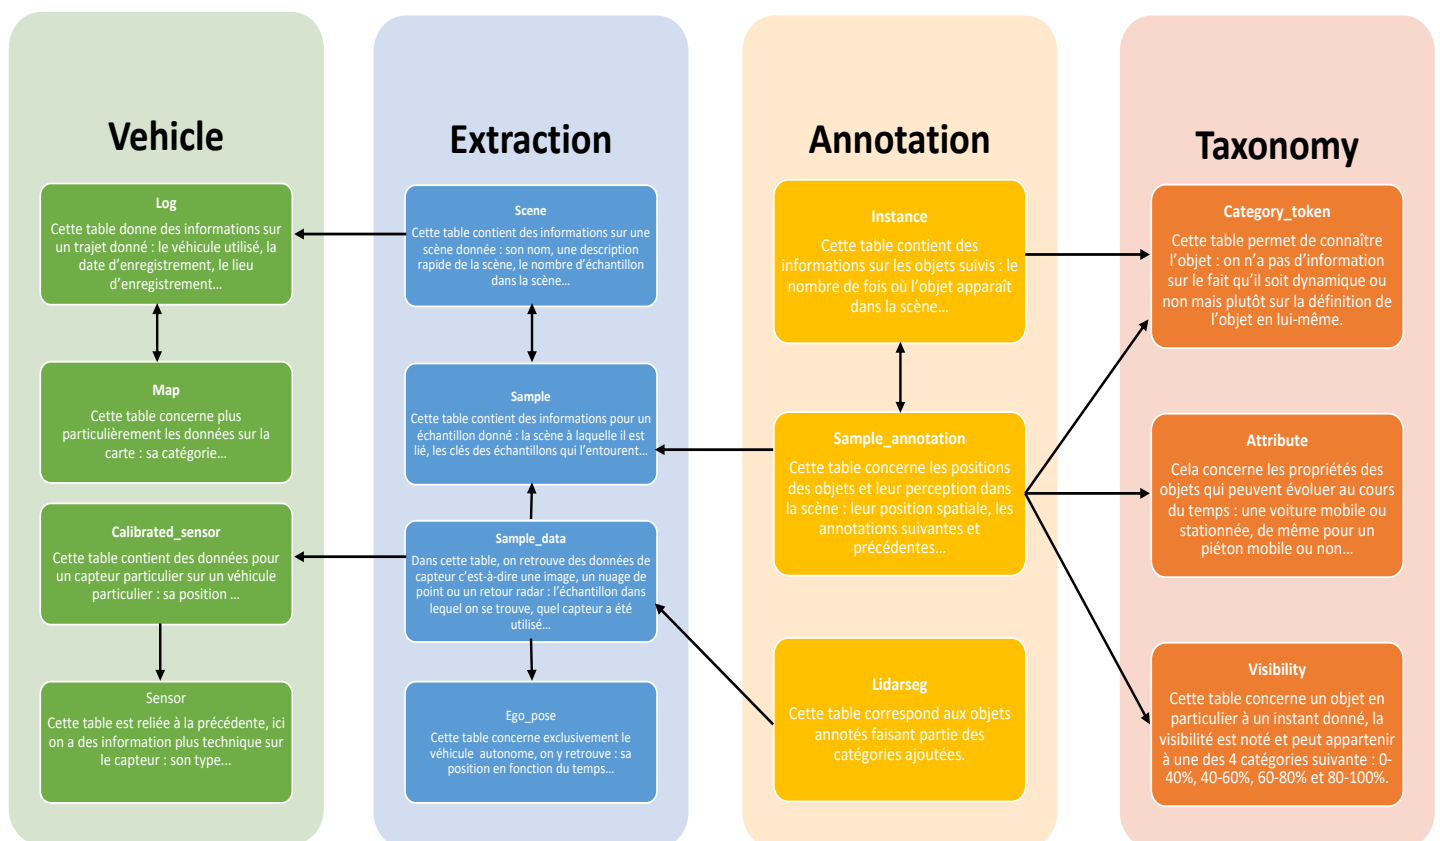 Vehicle
Log
Cette table donne des informations sur
un trajet donné : le véhicule utilisé, la
date d'enregistrement, le lieu
d'enregistrement…
Map
Cette table concerne plus
particulièrement les données sur la
carte : sa catégorie…
Calibrated_sensor
Cette table contient des données pour
un capteur particulier sur un véhicule
particulier : sa position …
Sensor
Cette table est reliée à la précédente, ici
on a des information plus technique sur
le capteur : son type…
Extraction
Scene
Cette table contient des informations sur une
scène donnée : son nom, une description
rapide de la scène, le nombre d'échantillon
dans la scène…
Sample
Cette table contient des informations pour un
échantillon donné : la scène à laquelle il est
lié, les clés des échantillons qui l'entourent…
Sample_data
Dans cette table, on retrouve des données de
capteur c'est-à-dire une image, un nuage de
point ou un retour radar : l'échantillon dans
lequel on se trouve, quel capteur a été
utilisé…
Ego_pose
Cette table concerne exclusivement le
véhicule autonome, on y retrouve : sa
position en fonction du temps…
Annotation
Instance
Cette table contient des
informations sur les objets suivis : le
nombre de fois où l'objet apparaît
dans la scène…
Sample_annotation
Cette table concerne les positions
des objets et leur perception dans
la scène : leur position spatiale, les
annotations suivantes et
précédentes…
Lidarseg
Cette table correspond aux objets
annotés faisant partie des
catégories ajoutées.
Taxonomy
Category_token
Cette table permet de connaître
l'objet : on n'a pas d'information
sur le fait qu'il soit dynamique ou
non mais plutôt sur la définition de
l'objet en lui-même.
Attribute
Cela concerne les propriétés des
objets qui peuvent évoluer au cours
du temps : une voiture mobile ou
stationnée, de même pour un
piéton mobile ou non…
Visibility
Cette table concerne un objet en
particulier à un instant donné, la
visibilité est noté et peut appartenir
à une des 4 catégories suivante : 0-
40%, 40-60%, 60-80% et 80-100%.